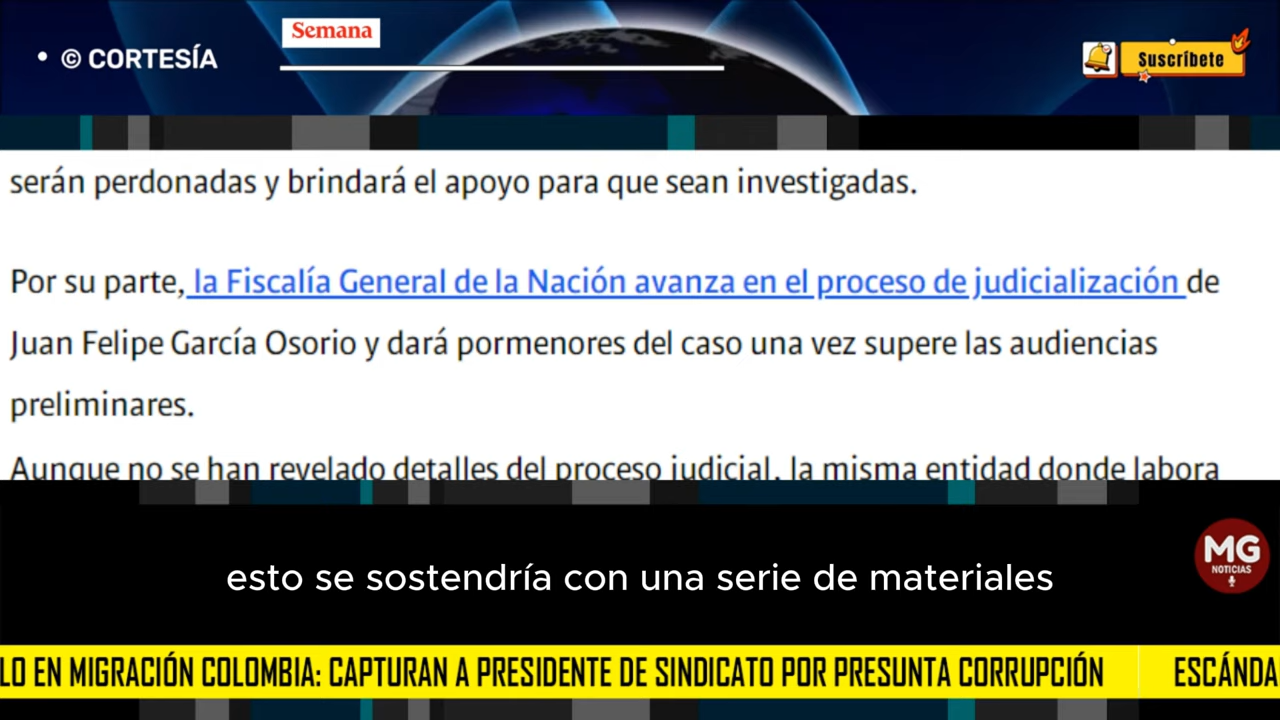 • © CORTESÍA
Semana
Suscríbete
serán perdonadas y brindará el apoyo para que sean investigadas.
Por su parte, la Fiscalía General de la Nación avanza en el proceso de judicialización de
Juan Felipe García Osorio y dará pormenores del caso una vez supere las audiencias
preliminares.
Aunque no se han revelado detalles del proceso judicial, la misma entidad donde labora
esto se sostendría con una serie de materiales
MG
NOTICIAS
LO EN MIGRACIÓN COLOMBIA: CAPTURAN A PRESIDENTE DE SINDICATO POR PRESUNTA CORRUPCIÓN ESCÁNDA